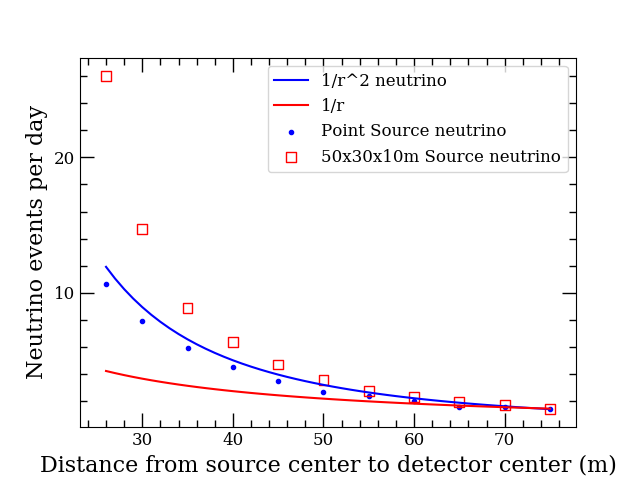 1/r^2 neutrino
1/r
Point Source neutrino
50x30x10m Source neutrino
Neutrino events per day
20
10
30 40 50 60 70
Distance from source center to detector center (m)